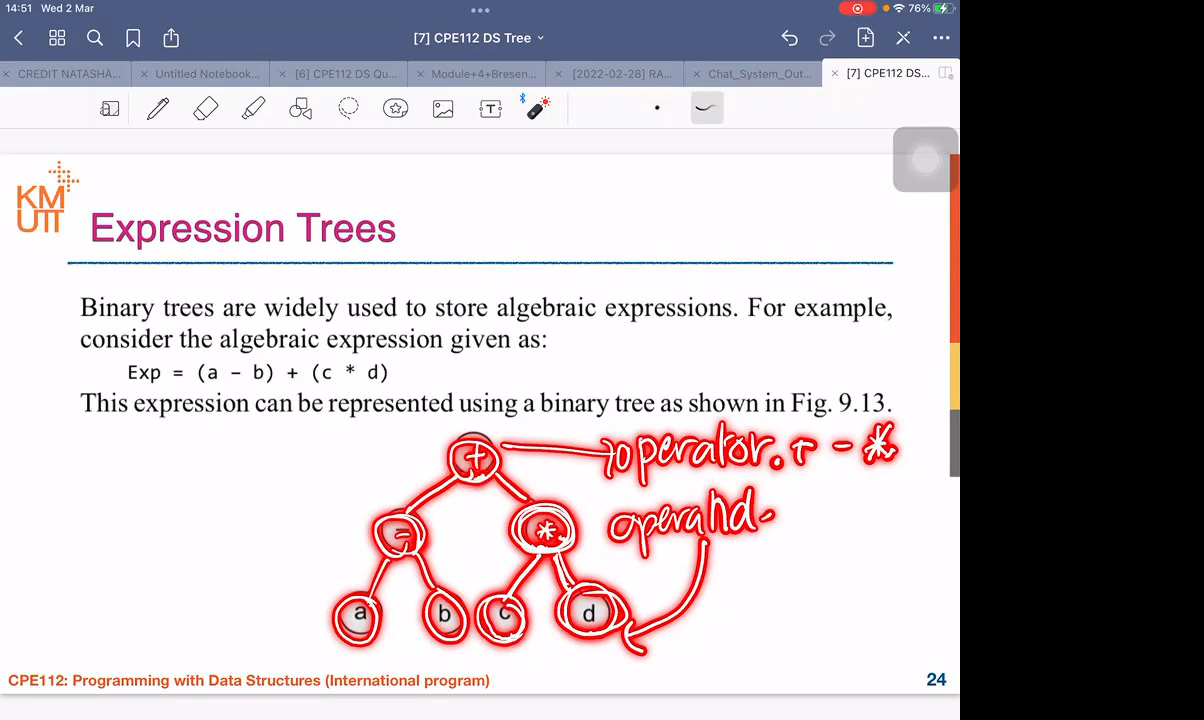 14:51 Wed 2 Mar
76%
[7] CPE112 DS Tree
CREDIT NATASHA...
Untitled Notebook...
[6] CPE112 DS Qu...
Module+4+Bresen...
[2022-02-28] RA...
Chat_System_Out...
[7] CPE112 DS...
KM
UTT
Expression Trees
Binary trees are widely used to store algebraic expressions. For example,
consider the algebraic expression given as:
Exp = (a – b) + (c * d)
This expression can be represented using a binary tree as shown in Fig. 9.13.
+ operator. + - *
- * operand.
a b c d
CPE112: Programming with Data Structures (International program) 24